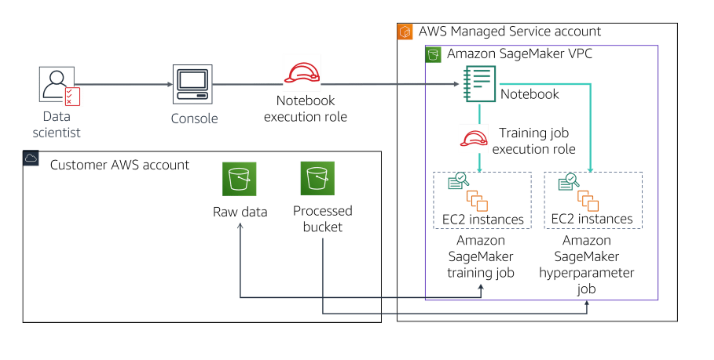 AWS Managed Service account
Amazon SageMaker VPC
Data
scientist
Console
Notebook
execution role
Notebook
Training job
execution role
Customer AWS account
Raw data
Processed
bucket
EC2 instances
Amazon
SageMaker
training job
EC2 instances
Amazon
SageMaker
hyperparameter
job